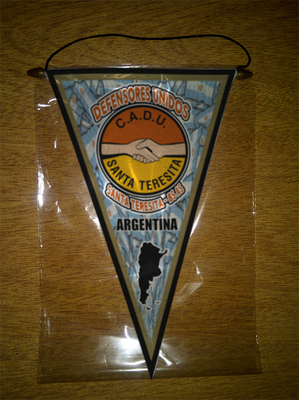 DEFENSORES UNIDOS
C.A.D.U.
SANTA TERESITA
SANTA TERESITA-BS.AS
ARGENTINA